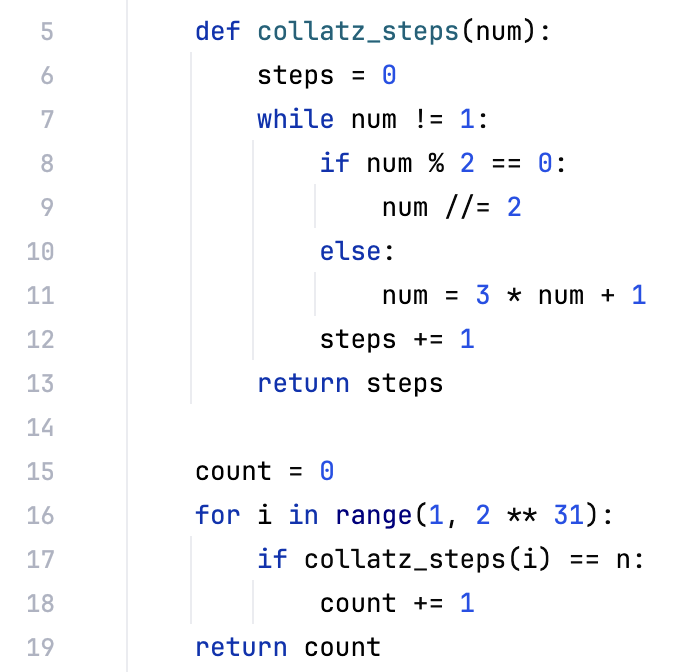 5 def collatz_steps(num):
6 steps = 0
7 while num != 1:
8 if num % 2 == 0:
9 num //= 2
10 else:
11 num = 3 * num + 1
12 steps += 1
13 return steps
14
15 count = 0
16 for i in range(1, 2 ** 31):
17 if collatz_steps(i) == n:
18 count += 1
19 return count